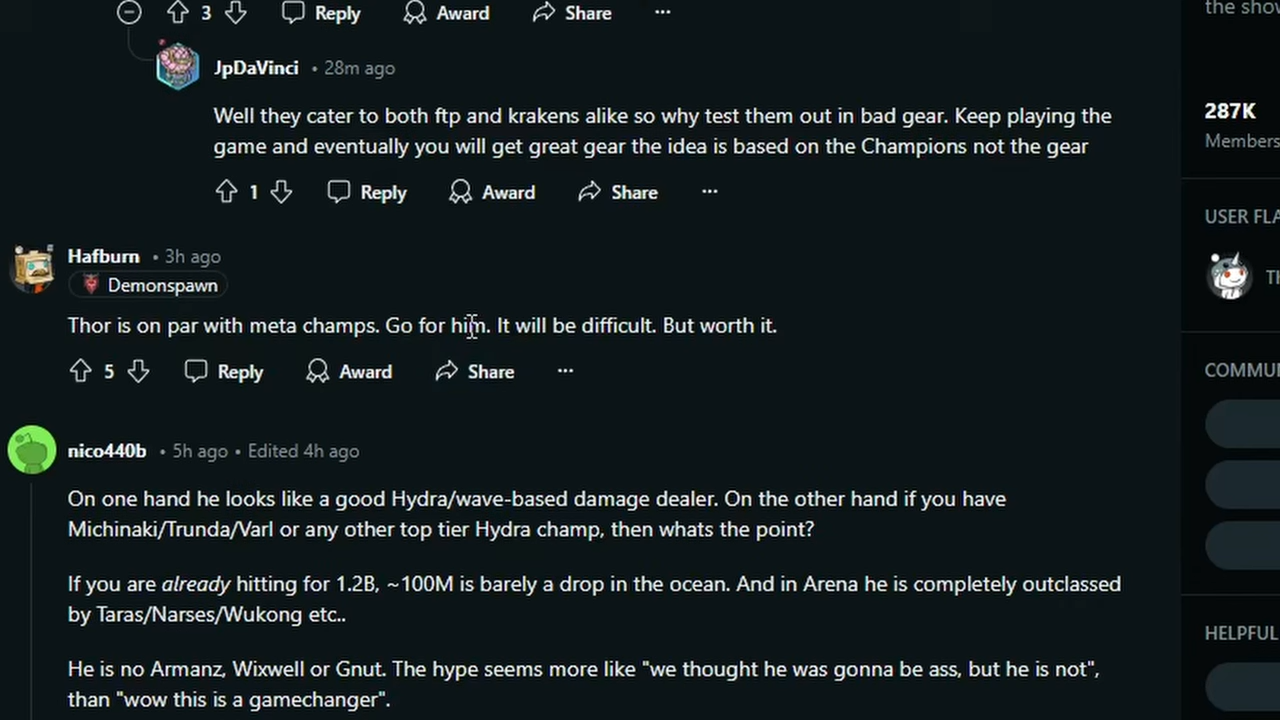 3 Reply Award Share ...
JpDaVinci • 28m ago
Well they cater to both ftp and krakens alike so why test them out in bad gear. Keep playing the
game and eventually you will get great gear the idea is based on the Champions not the gear
1 Reply Award Share ...
Hafburn • 3h ago
Demonspawn
Thor is on par with meta champs. Go for him. It will be difficult. But worth it.
5 Reply Award Share ...
nico440b • 5h ago • Edited 4h ago
On one hand he looks like a good Hydra/wave-based damage dealer. On the other hand if you have
Michinaki/Trunda/Varl or any other top tier Hydra champ, then whats the point?
If you are already hitting for 1.2B, ~100M is barely a drop in the ocean. And in Arena he is completely outclassed
by Taras/Narses/Wukong etc..
He is no Armanz, Wixwell or Gnut. The hype seems more like "we thought he was gonna be ass, but he is not",
than "wow this is a gamechanger".
the show
287K
Members
USER FLA
Th
COMMU
HELPFUL